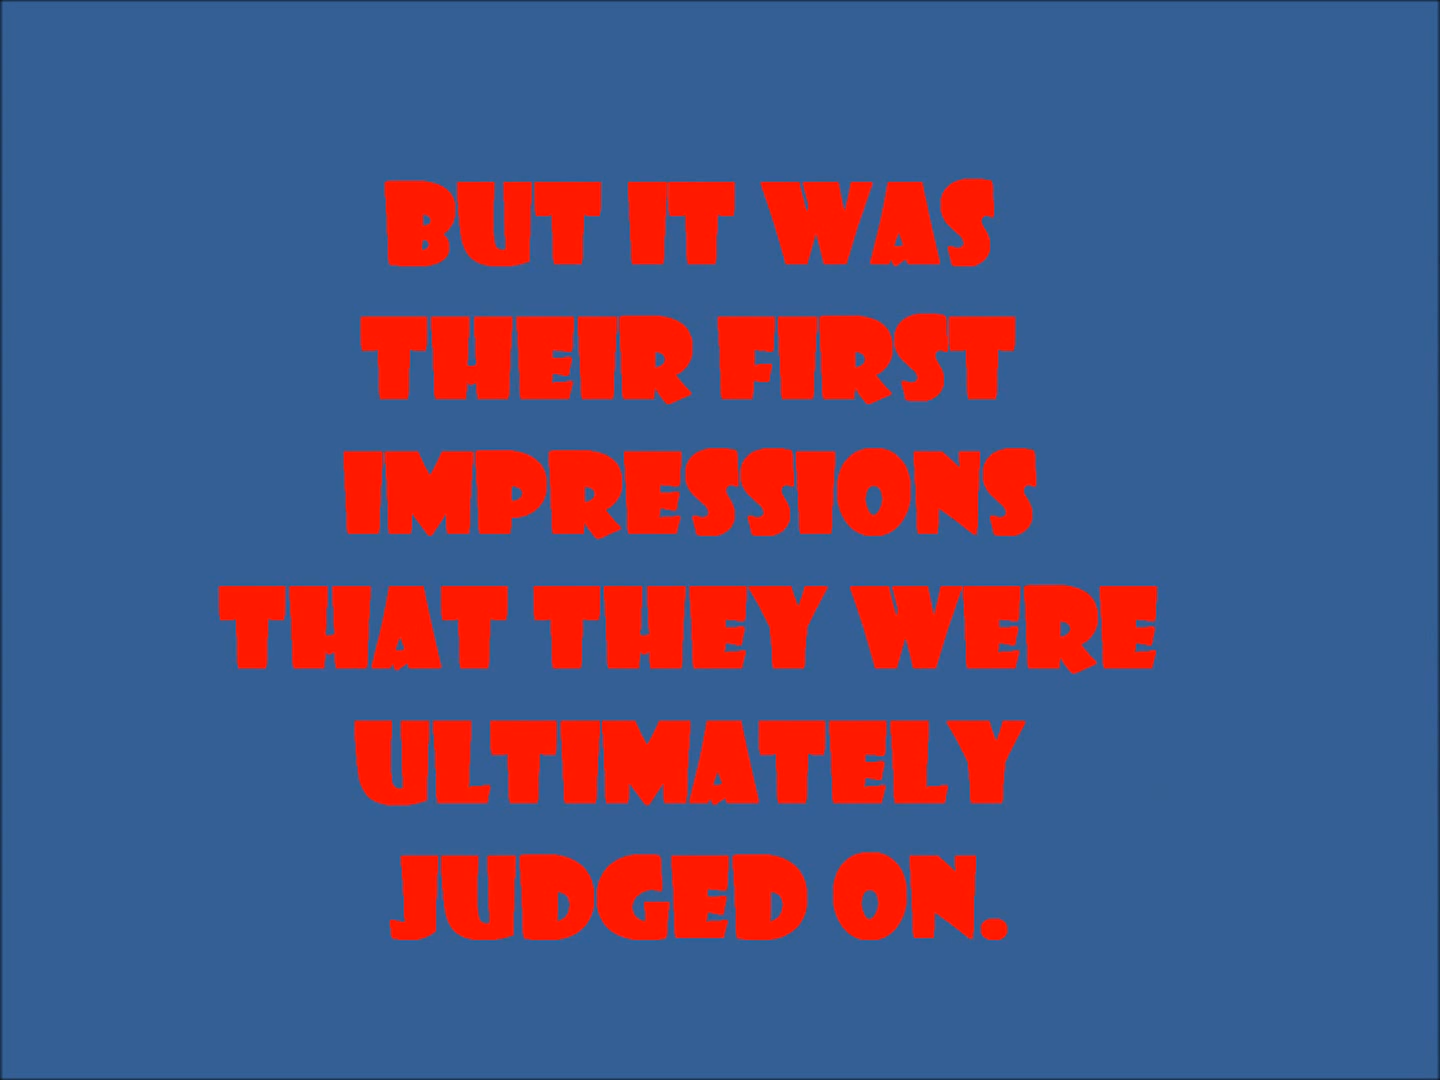 BUT IT WAS
THEIR FIRST
IMPRESSIONS
THAT THEY WERE
ULTIMATELY
JUDGED ON.